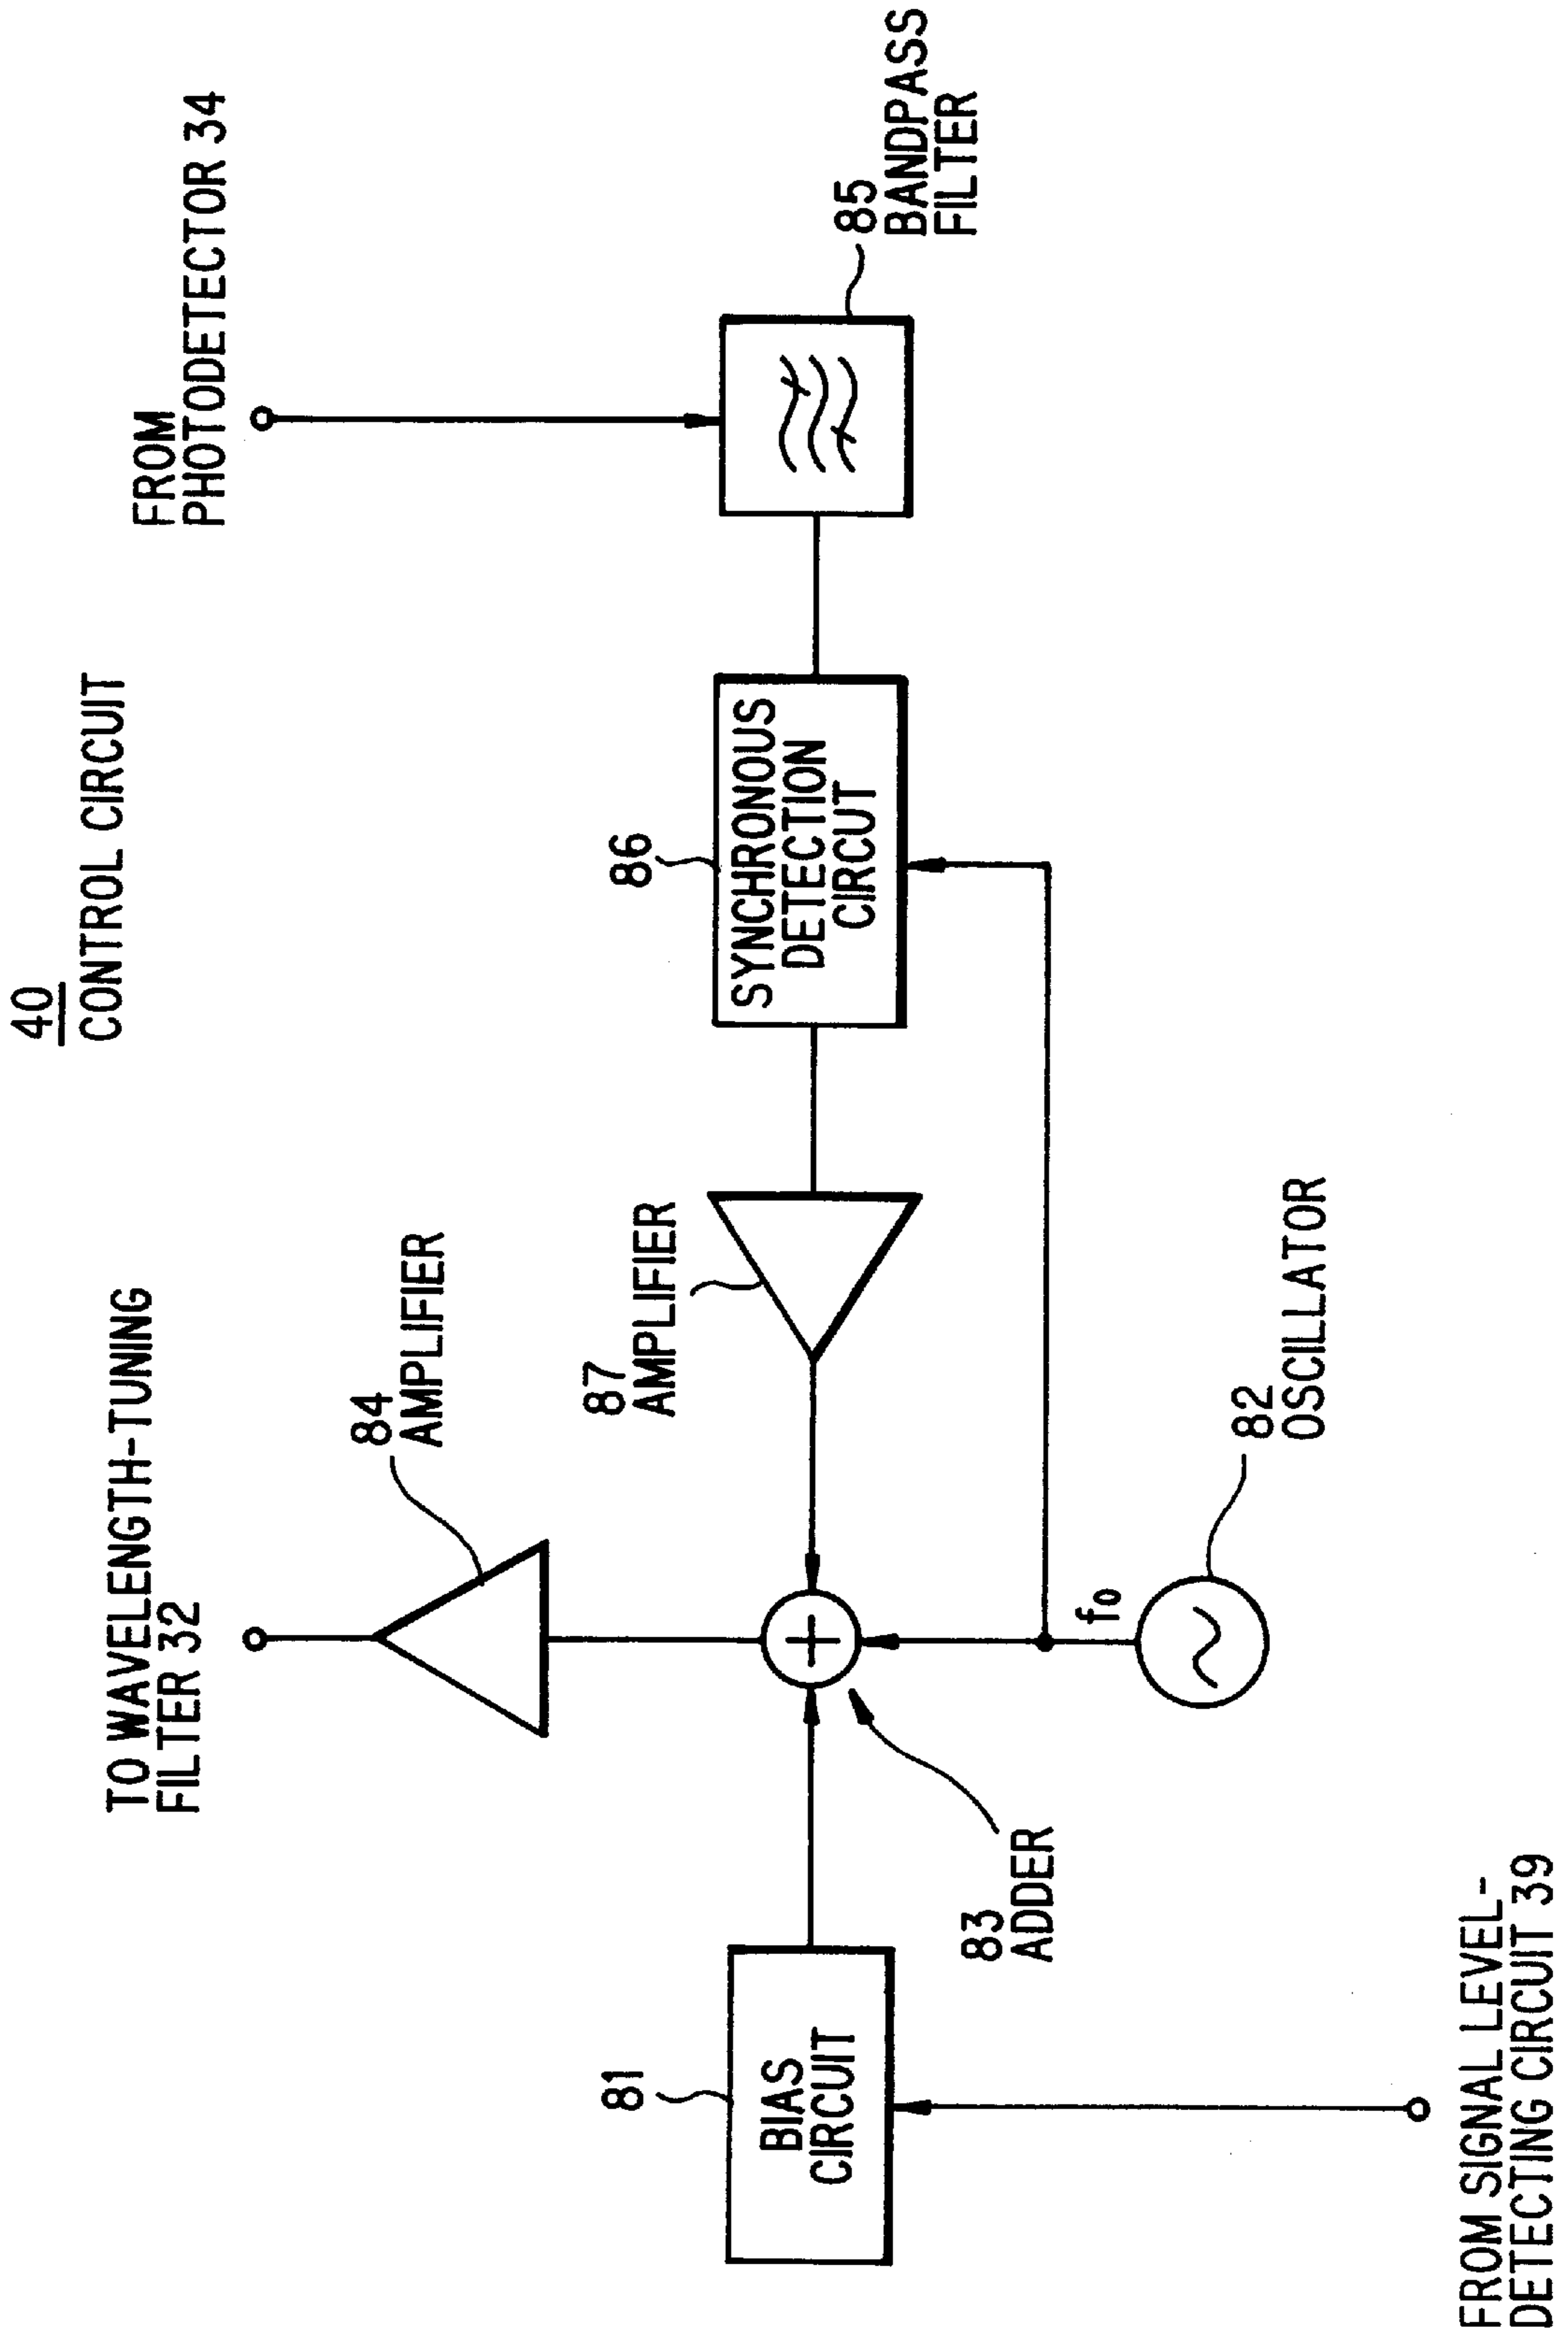 40
CONTROL CIRCUIT
TO WAVELENGTH-TUNING
FILTER 32
FROM
PHOTODETECTOR 34
84
AMPLIFIER
87
AMPLIFIER
86
SYNCHRONOUS
DETECTION
CIRCUT
85
BANDPASS
FILTER
81
BIAS
CIRCUIT
83
ADDER
f0
82
OSCILLATOR
FROM SIGNAL LEVEL-
DETECTING CIRCUIT 39